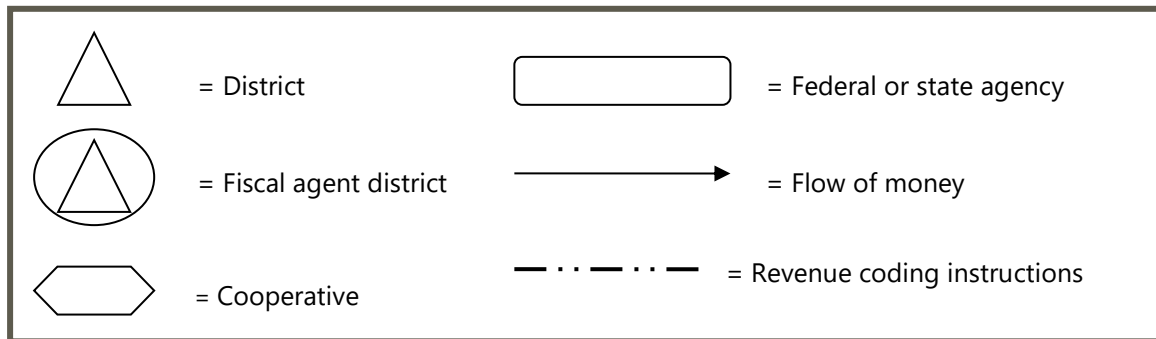 = District
= Federal or state agency
= Fiscal agent district
= Flow of money
= Cooperative
= Revenue coding instructions